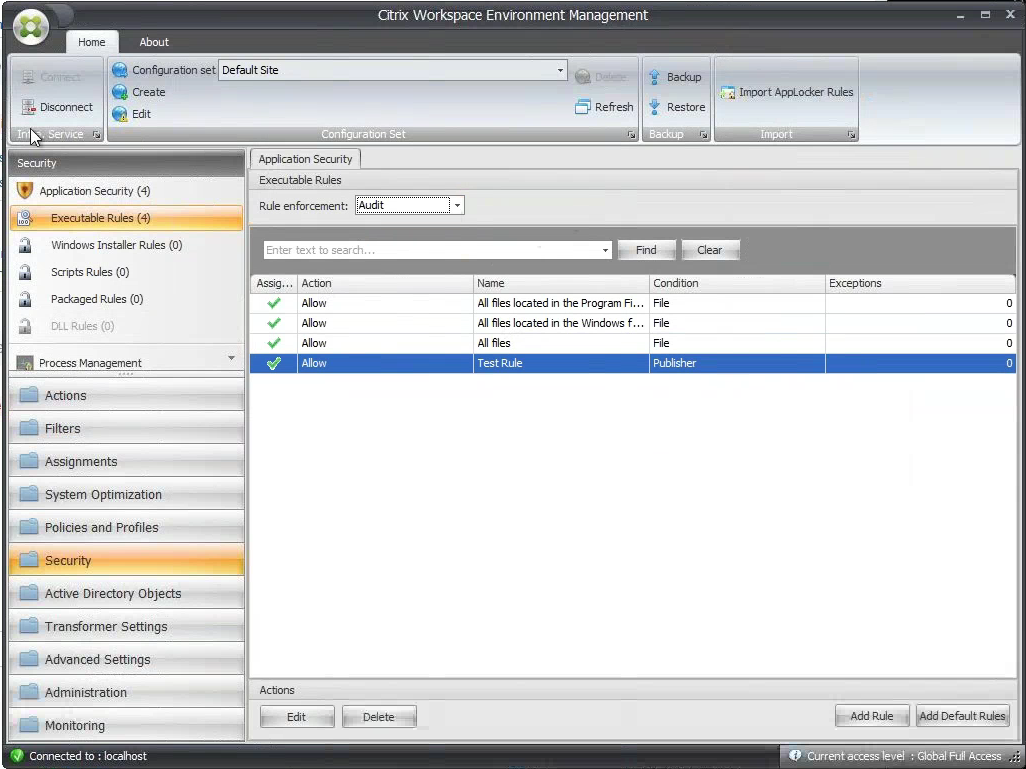 Citrix Workspace Environment Management
Home About
Connect
Disconnect
Service
Configuration set Default Site
Create
Edit
Delete
Refresh
Configuration Set
Backup
Restore
Backup
Import AppLocker Rules
Import
Security
Application Security (4)
Executable Rules (4)
Windows Installer Rules (0)
Scripts Rules (0)
Packaged Rules (0)
DLL Rules (0)
Process Management
Actions
Filters
Assignments
System Optimization
Policies and Profiles
Security
Active Directory Objects
Transformer Settings
Advanced Settings
Administration
Monitoring
Application Security
Executable Rules
Rule enforcement: Audit
Enter text to search... Find Clear
Assig... Action Name Condition Exceptions
Allow All files located in the Program Fi... File 0
Allow All files located in the Windows f... File 0
Allow All files File 0
Allow Test Rule Publisher 0
Actions
Edit Delete Add Rule Add Default Rules
Connected to : localhost Current access level : Global Full Access